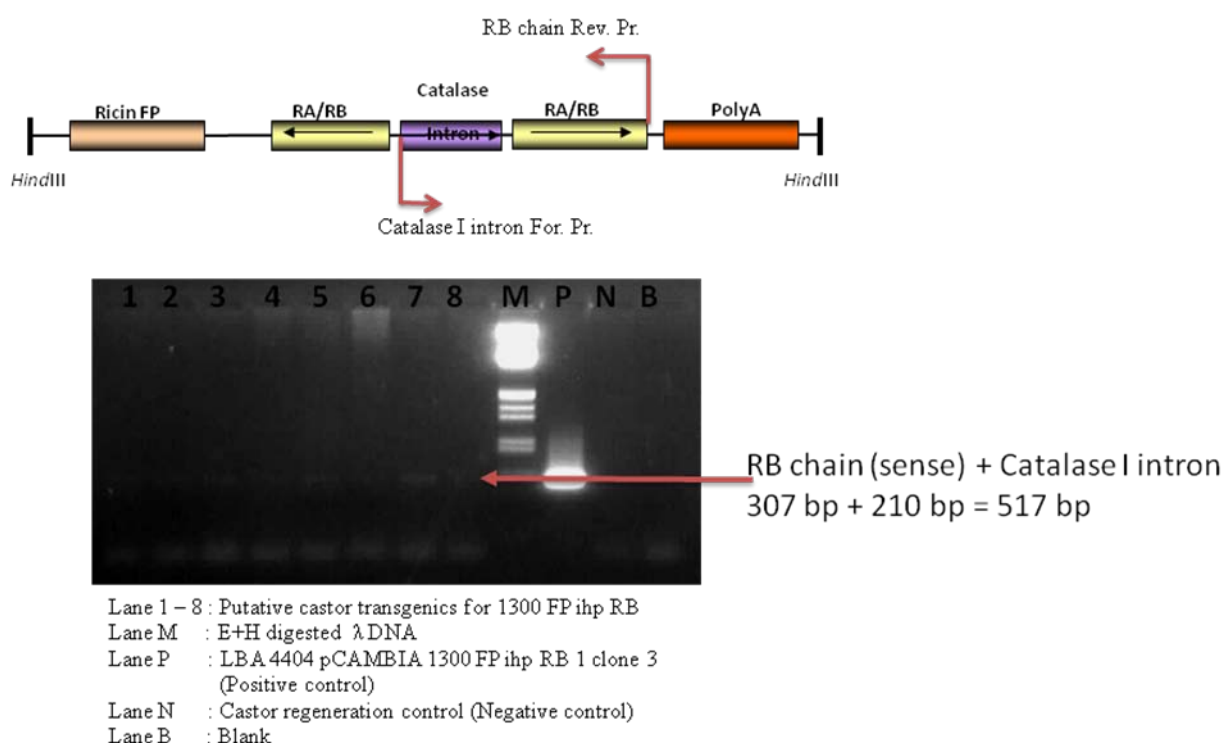 RB chain Rev. Pr.
Catalase
Ricin FP
RA/RB
Intron
RA/RB
PolyA
HindIII
HindIII
Catalase I intron For. Pr.
1 2 3 4 5 6 7 8 M P N B
RB chain (sense) + Catalase I intron
307 bp + 210 bp = 517 bp
Lane 1 – 8 : Putative castor transgenics for 1300 FP ihp RB
Lane M : E+H digested λ DNA
Lane P : LBA 4404 pCAMBIA 1300 FP ihp RB 1 clone 3
(Positive control)
Lane N : Castor regeneration control (Negative control)
Lane B : Blank